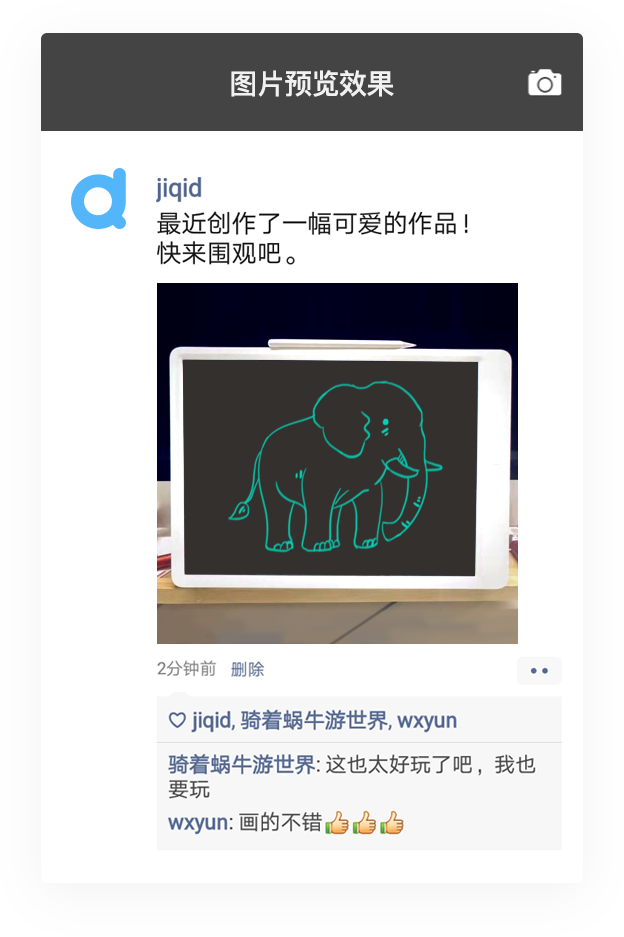 图片预览效果
jiqid
最近创作了一幅可爱的作品！
快来围观吧。
2分钟前 删除
jiqid, 骑着蜗牛游世界, wxyun
骑着蜗牛游世界: 这也太好玩了吧，我也
要玩
wxyun: 画的不错👍👍👍